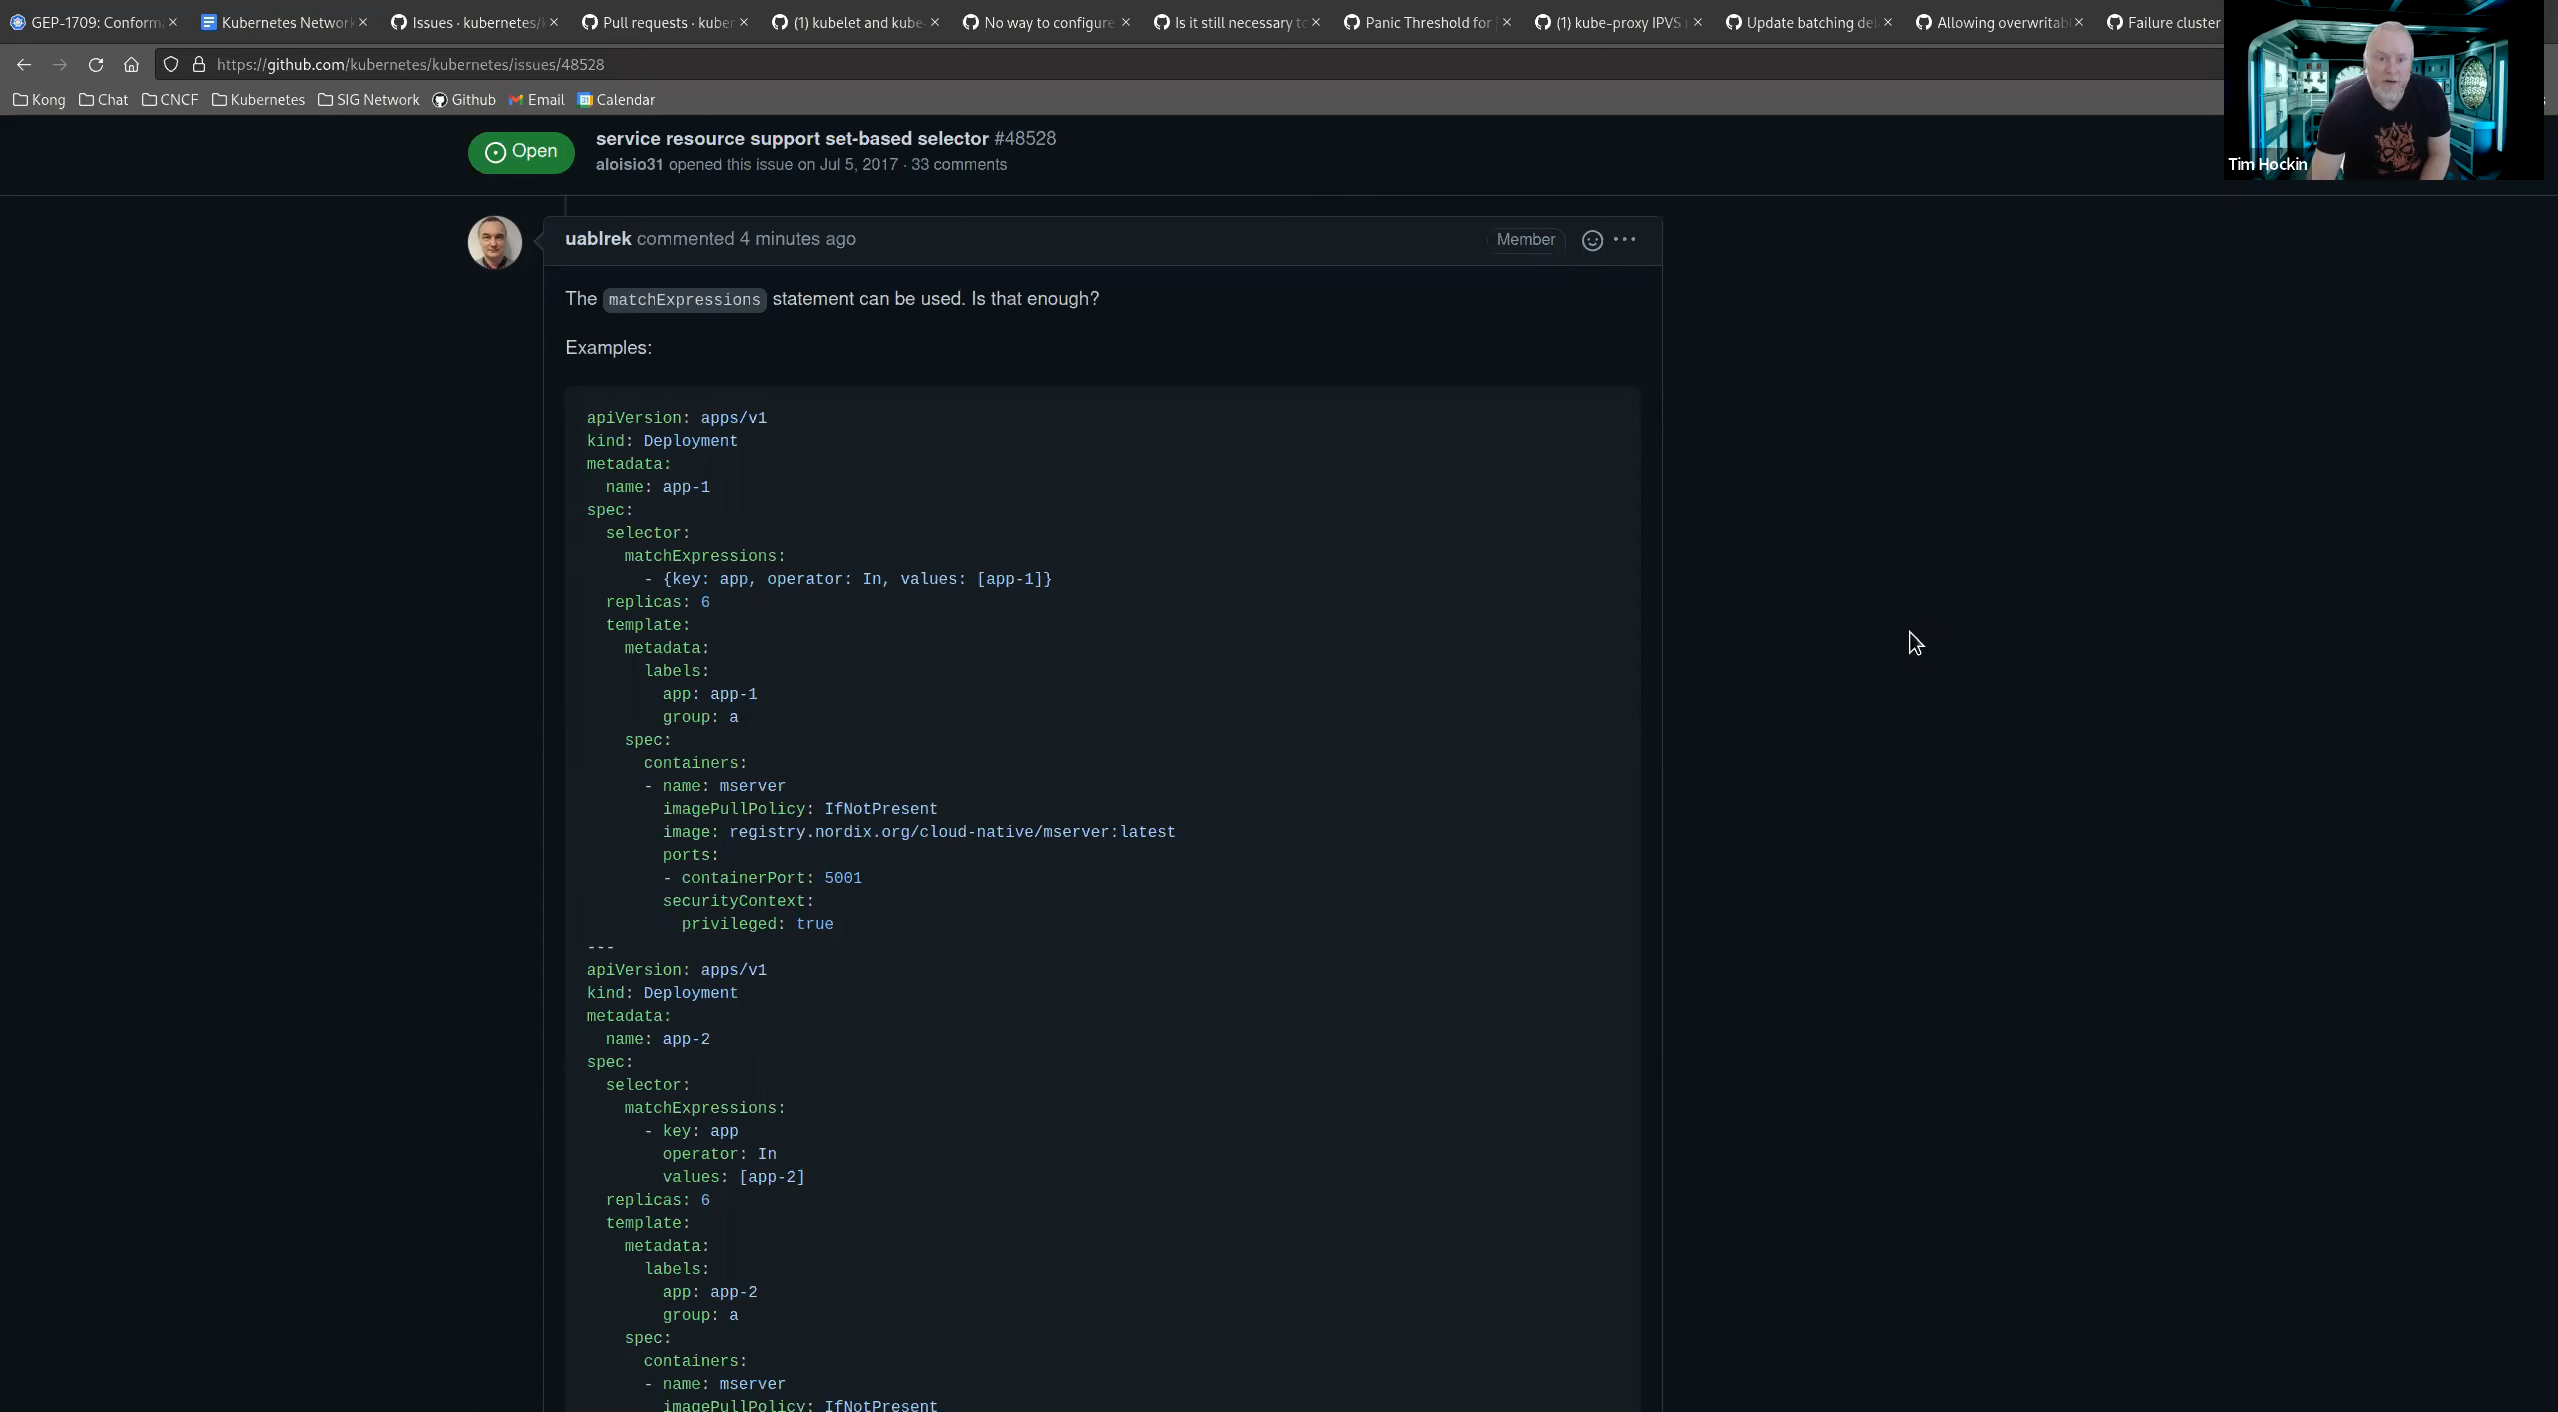 GEP-1709: Conform
Kubernetes Networ
Issues · kubernetes/
Pull requests · kuber
(1) kubelet and kube-
No way to configure
Is it still necessary to
Panic Threshold for
(1) kube-proxy IPVS
Update batching del
Allowing overwritab
Failure cluster
https://github.com/kubernetes/kubernetes/issues/48528
Kong
Chat
CNCF
Kubernetes
SIG Network
Github
Email
Calendar
Tim Hockin
Open
service resource support set-based selector #48528
aloisio31 opened this issue on Jul 5, 2017 · 33 comments
uablrek commented 4 minutes ago
Member
The matchExpressions statement can be used. Is that enough?
Examples:
apiVersion: apps/v1
kind: Deployment
metadata:
  name: app-1
spec:
  selector:
    matchExpressions:
      - {key: app, operator: In, values: [app-1]}
  replicas: 6
  template:
    metadata:
      labels:
        app: app-1
        group: a
    spec:
      containers:
      - name: mserver
        imagePullPolicy: IfNotPresent
        image: registry.nordix.org/cloud-native/mserver:latest
        ports:
        - containerPort: 5001
        securityContext:
          privileged: true
---
apiVersion: apps/v1
kind: Deployment
metadata:
  name: app-2
spec:
  selector:
    matchExpressions:
      - key: app
        operator: In
        values: [app-2]
  replicas: 6
  template:
    metadata:
      labels:
        app: app-2
        group: a
    spec:
      containers:
      - name: mserver
        imagePullPolicy: IfNotPresent